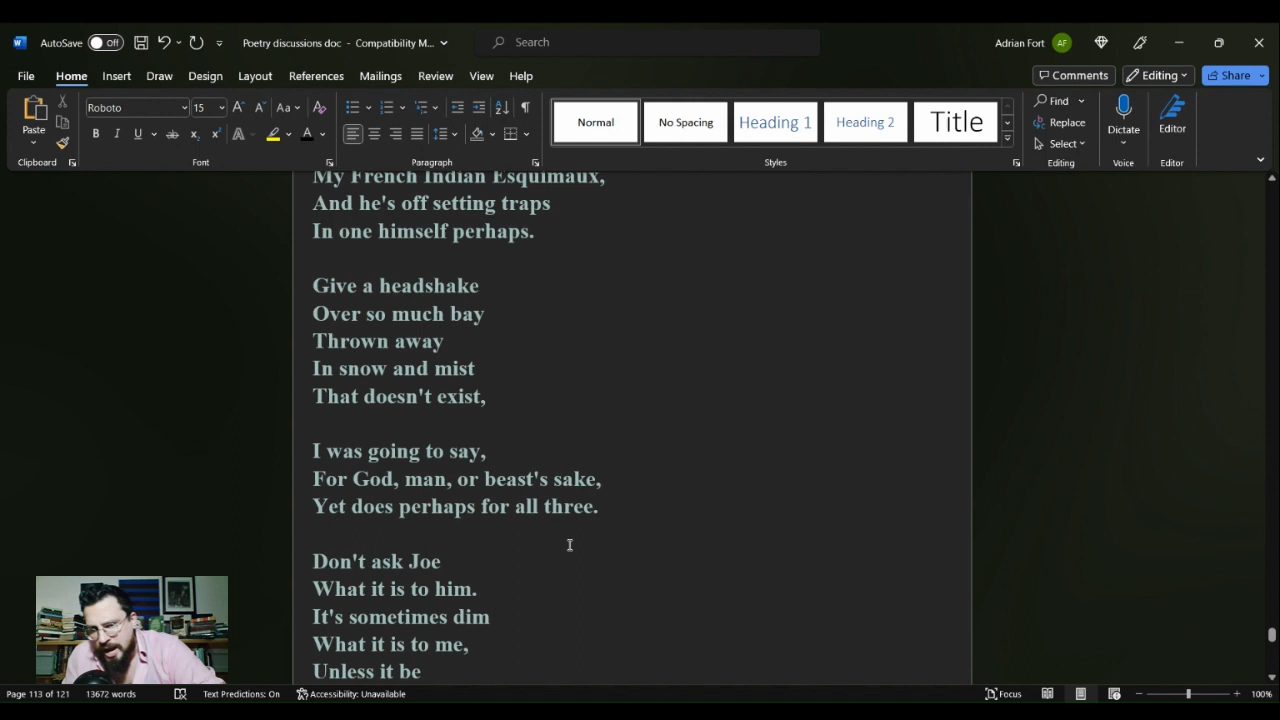 AutoSave Off Poetry discussions doc - Compatibility M... Search Adrian Fort AF
File Home Insert Draw Design Layout References Mailings Review View Help Comments Editing Share
Paste Roboto 15 Aa Normal No Spacing Heading 1 Heading 2 Title Find Replace Select Dictate Editor
Clipboard Font Paragraph Styles Editing Voice Editor
My French Indian Esquimaux,
And he's off setting traps
In one himself perhaps.
Give a headshake
Over so much bay
Thrown away
In snow and mist
That doesn't exist,
I was going to say,
For God, man, or beast's sake,
Yet does perhaps for all three.
Don't ask Joe
What it is to him.
It's sometimes dim
What it is to me,
Unless it be
Page 113 of 121 13672 words Text Predictions: On Accessibility: Unavailable Focus 100%